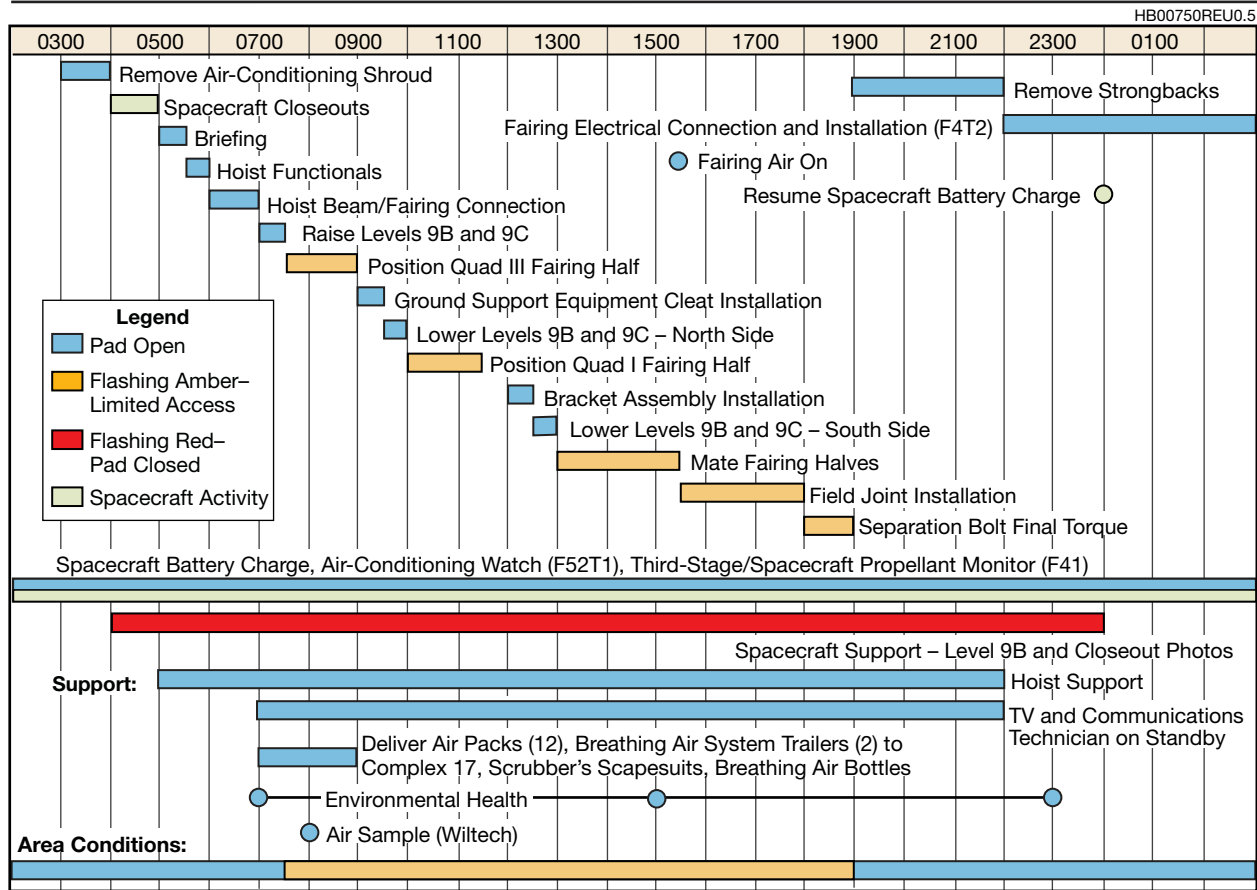 HB00750REU0.5
0300 0500 0700 0900 1100 1300 1500 1700 1900 2100 2300 0100
Remove Air-Conditioning Shroud
Remove Strongbacks
Spacecraft Closeouts
Fairing Electrical Connection and Installation (F4T2)
Briefing
Fairing Air On
Hoist Functionals
Resume Spacecraft Battery Charge
Hoist Beam/Fairing Connection
Raise Levels 9B and 9C
Position Quad III Fairing Half
Ground Support Equipment Cleat Installation
Lower Levels 9B and 9C – North Side
Position Quad I Fairing Half
Bracket Assembly Installation
Lower Levels 9B and 9C – South Side
Mate Fairing Halves
Field Joint Installation
Separation Bolt Final Torque
Legend
Pad Open
Flashing Amber–
Limited Access
Flashing Red–
Pad Closed
Spacecraft Activity
Spacecraft Battery Charge, Air-Conditioning Watch (F52T1), Third-Stage/Spacecraft Propellant Monitor (F41)
Spacecraft Support – Level 9B and Closeout Photos
Support:
Hoist Support
TV and Communications
Technician on Standby
Deliver Air Packs (12), Breathing Air System Trailers (2) to
Complex 17, Scrubber's Scapesuits, Breathing Air Bottles
Environmental Health
Air Sample (Wiltech)
Area Conditions: